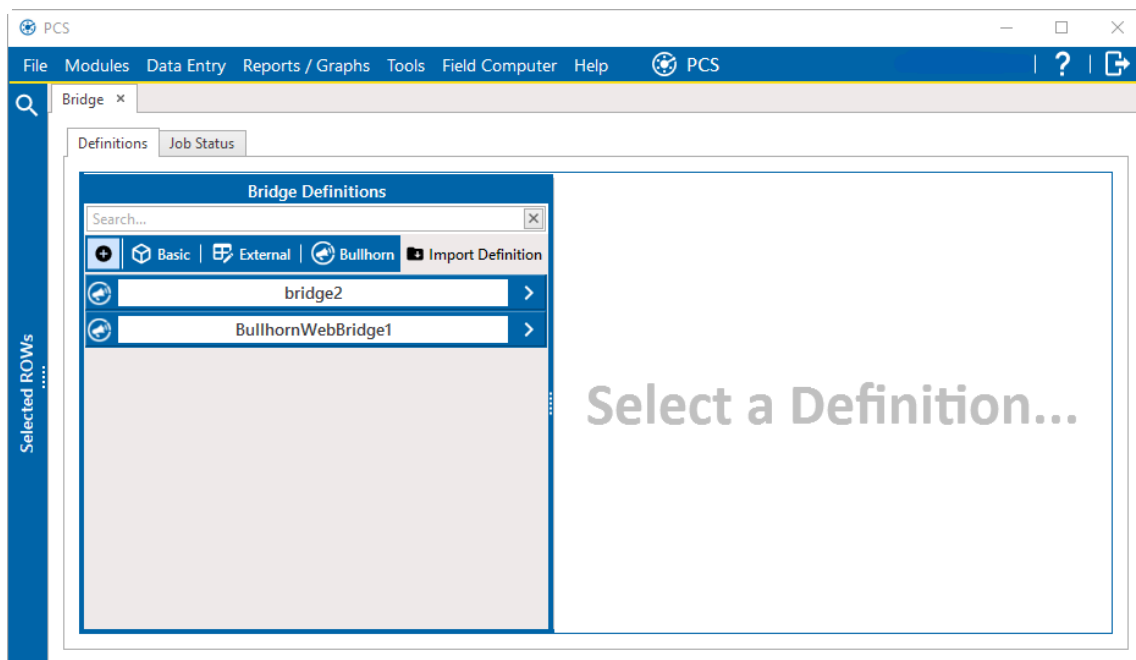 PCS
File Modules Data Entry Reports / Graphs Tools Field Computer Help PCS ?
Bridge ×
Definitions Job Status
Bridge Definitions
Search...
Basic | External | Bullhorn Import Definition
bridge2
BullhornWebBridge1
Selected ROWs
Select a Definition...